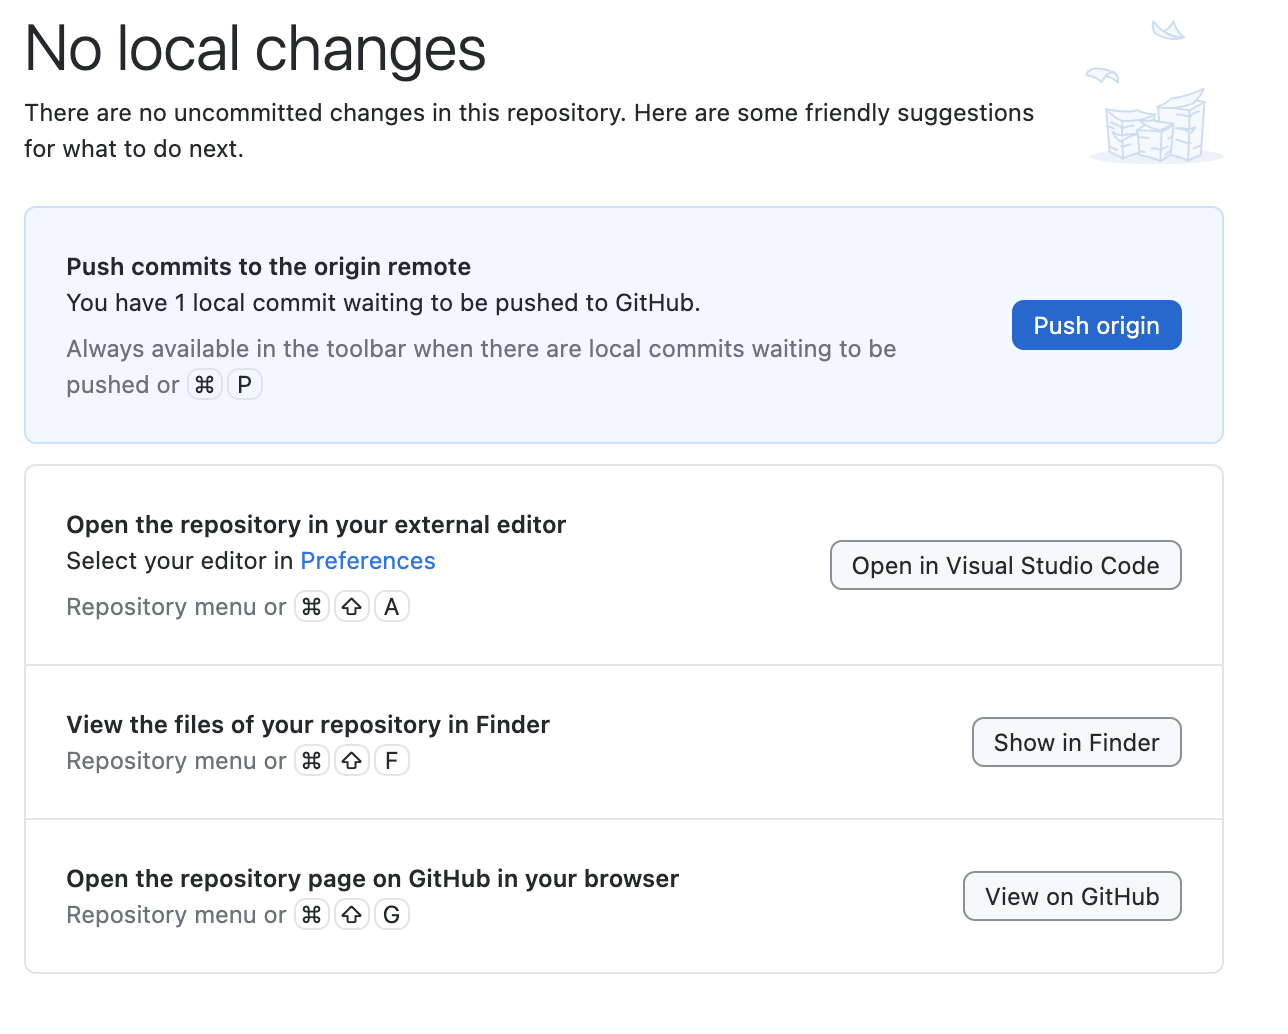 No local changes
There are no uncommitted changes in this repository. Here are some friendly suggestions
for what to do next.
Push commits to the origin remote
You have 1 local commit waiting to be pushed to GitHub.
Always available in the toolbar when there are local commits waiting to be
pushed or ⌘ P
Push origin
Open the repository in your external editor
Select your editor in Preferences
Repository menu or ⌘ ⇧ A
Open in Visual Studio Code
View the files of your repository in Finder
Repository menu or ⌘ ⇧ F
Show in Finder
Open the repository page on GitHub in your browser
Repository menu or ⌘ ⇧ G
View on GitHub